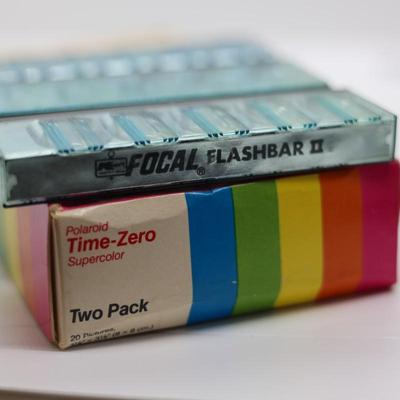 FOCAL® FLASHBAR II
Polaroid
Time-Zero
Supercolor
Two Pack
20 Pictures,